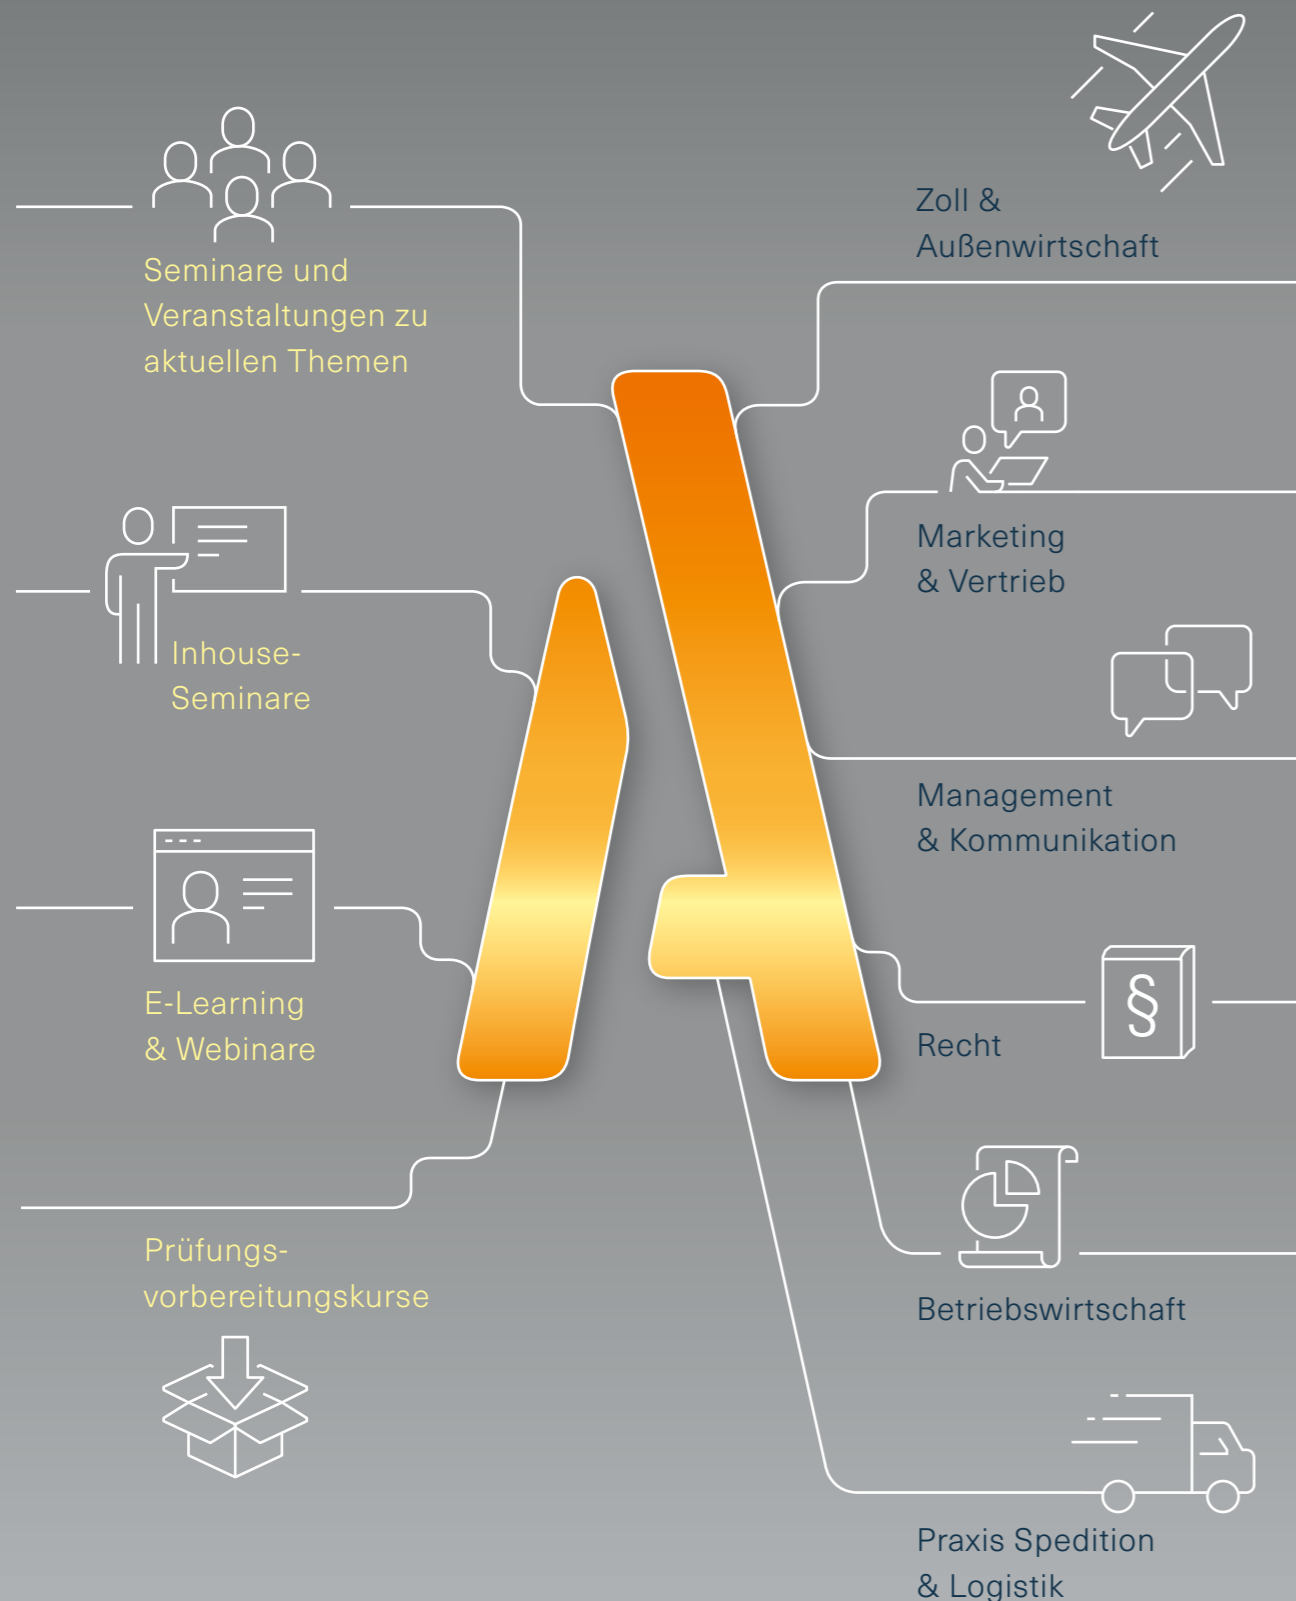 Seminare und
Veranstaltungen zu
aktuellen Themen
Inhouse-
Seminare
E-Learning
& Webinare
Prüfungs-
vorbereitungskurse
Zoll &
Außenwirtschaft
Marketing
& Vertrieb
Management
& Kommunikation
§
Recht
Betriebswirtschaft
Praxis Spedition
& Logistik